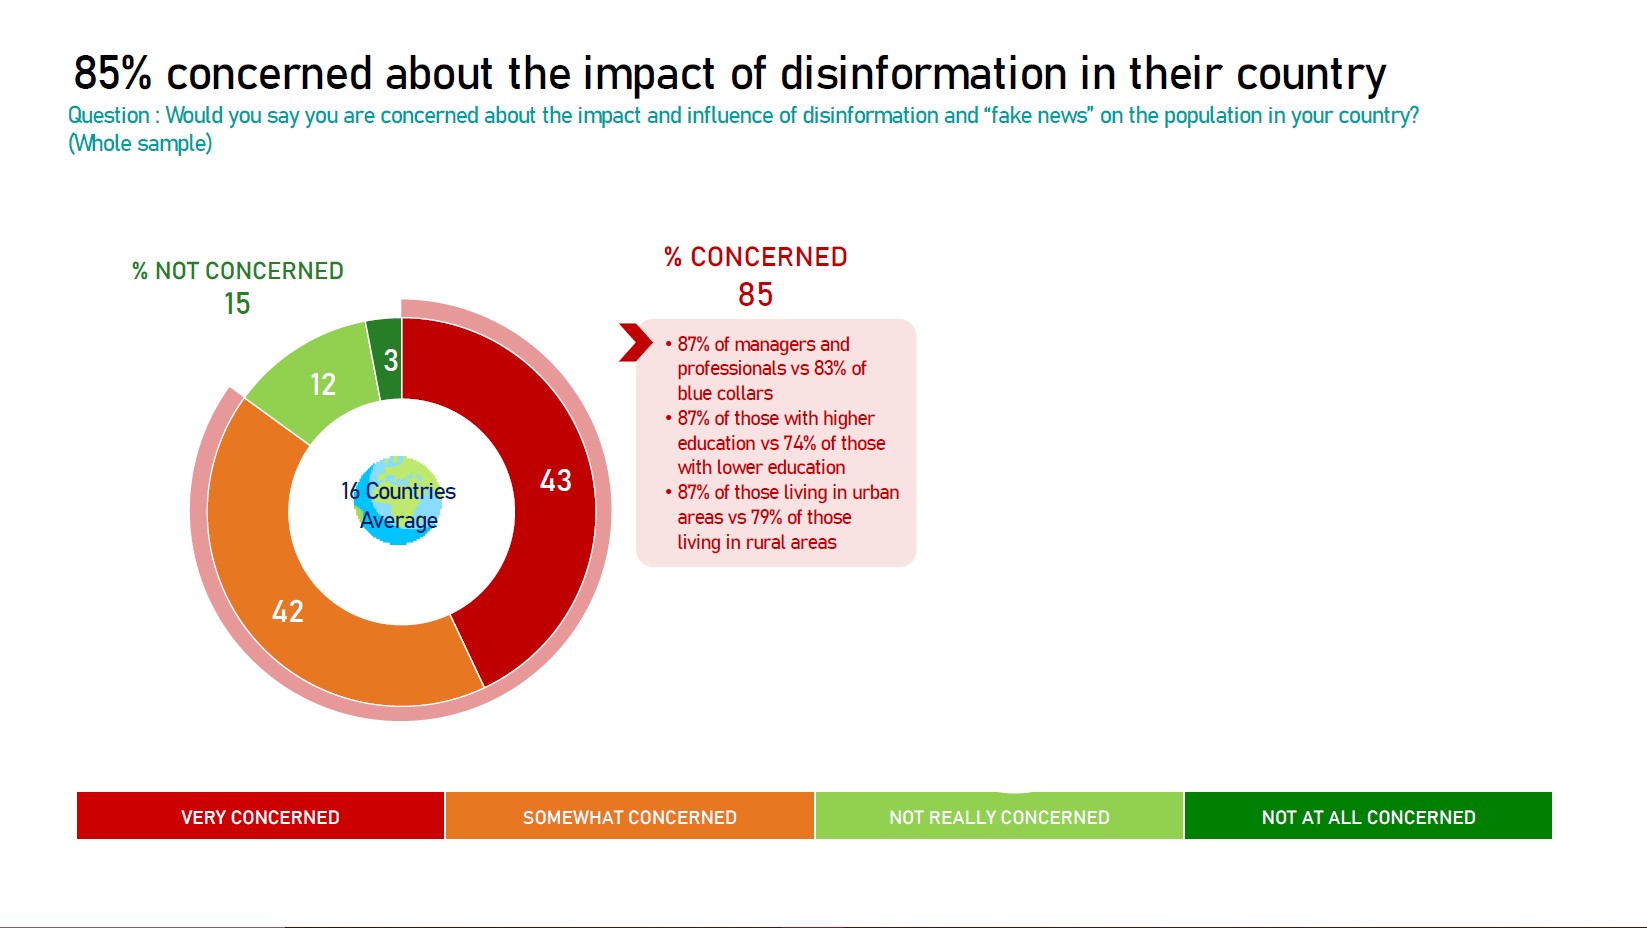 85% concerned about the impact of disinformation in their country
Question : Would you say you are concerned about the impact and influence of disinformation and “fake news” on the population in your country?
(Whole sample)
% NOT CONCERNED
15
% CONCERNED
85
• 87% of managers and
professionals vs 83% of
blue collars
• 87% of those with higher
education vs 74% of those
with lower education
• 87% of those living in urban
areas vs 79% of those
living in rural areas
3
12
43
42
16 Countries
Average
VERY CONCERNED
SOMEWHAT CONCERNED
NOT REALLY CONCERNED
NOT AT ALL CONCERNED